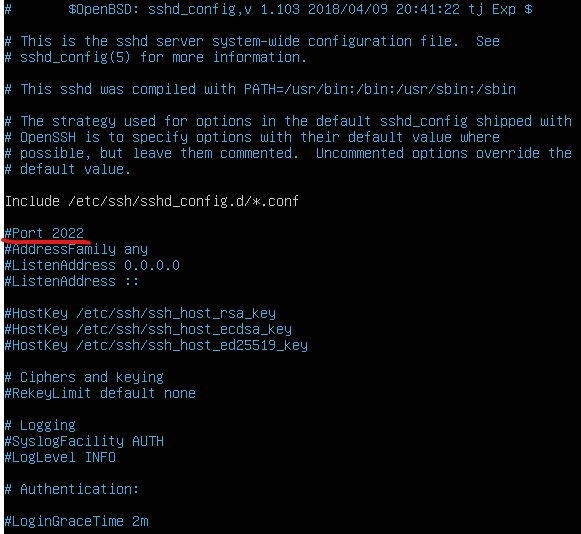 #       $OpenBSD: sshd_config,v 1.103 2018/04/09 20:41:22 tj Exp $
# This is the sshd server system-wide configuration file.  See
# sshd_config(5) for more information.
# This sshd was compiled with PATH=/usr/bin:/bin:/usr/sbin:/sbin
# The strategy used for options in the default sshd_config shipped with
# OpenSSH is to specify options with their default value where
# possible, but leave them commented.  Uncommented options override the
# default value.
Include /etc/ssh/sshd_config.d/*.conf
#Port 2022
#AddressFamily any
#ListenAddress 0.0.0.0
#ListenAddress ::
#HostKey /etc/ssh/ssh_host_rsa_key
#HostKey /etc/ssh/ssh_host_ecdsa_key
#HostKey /etc/ssh/ssh_host_ed25519_key
# Ciphers and keying
#RekeyLimit default none
# Logging
#SyslogFacility AUTH
#LogLevel INFO
# Authentication:
#LoginGraceTime 2m